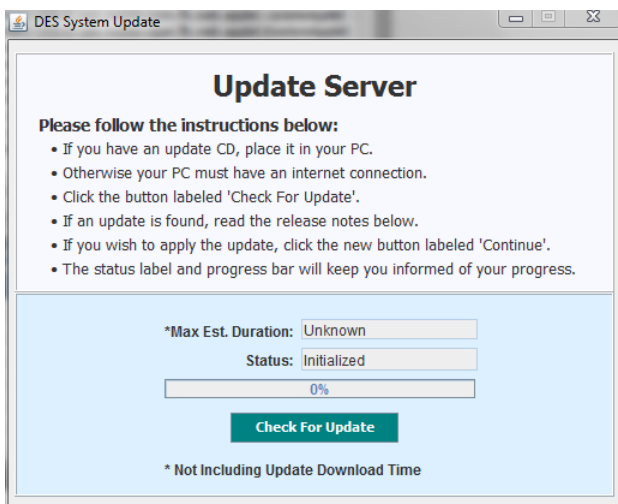 DES System Update
Update Server
Please follow the instructions below:
• If you have an update CD, place it in your PC.
• Otherwise your PC must have an internet connection.
• Click the button labeled 'Check For Update'.
• If an update is found, read the release notes below.
• If you wish to apply the update, click the new button labeled 'Continue'.
• The status label and progress bar will keep you informed of your progress.
*Max Est. Duration: Unknown
Status: Initialized
0%
Check For Update
* Not Including Update Download Time